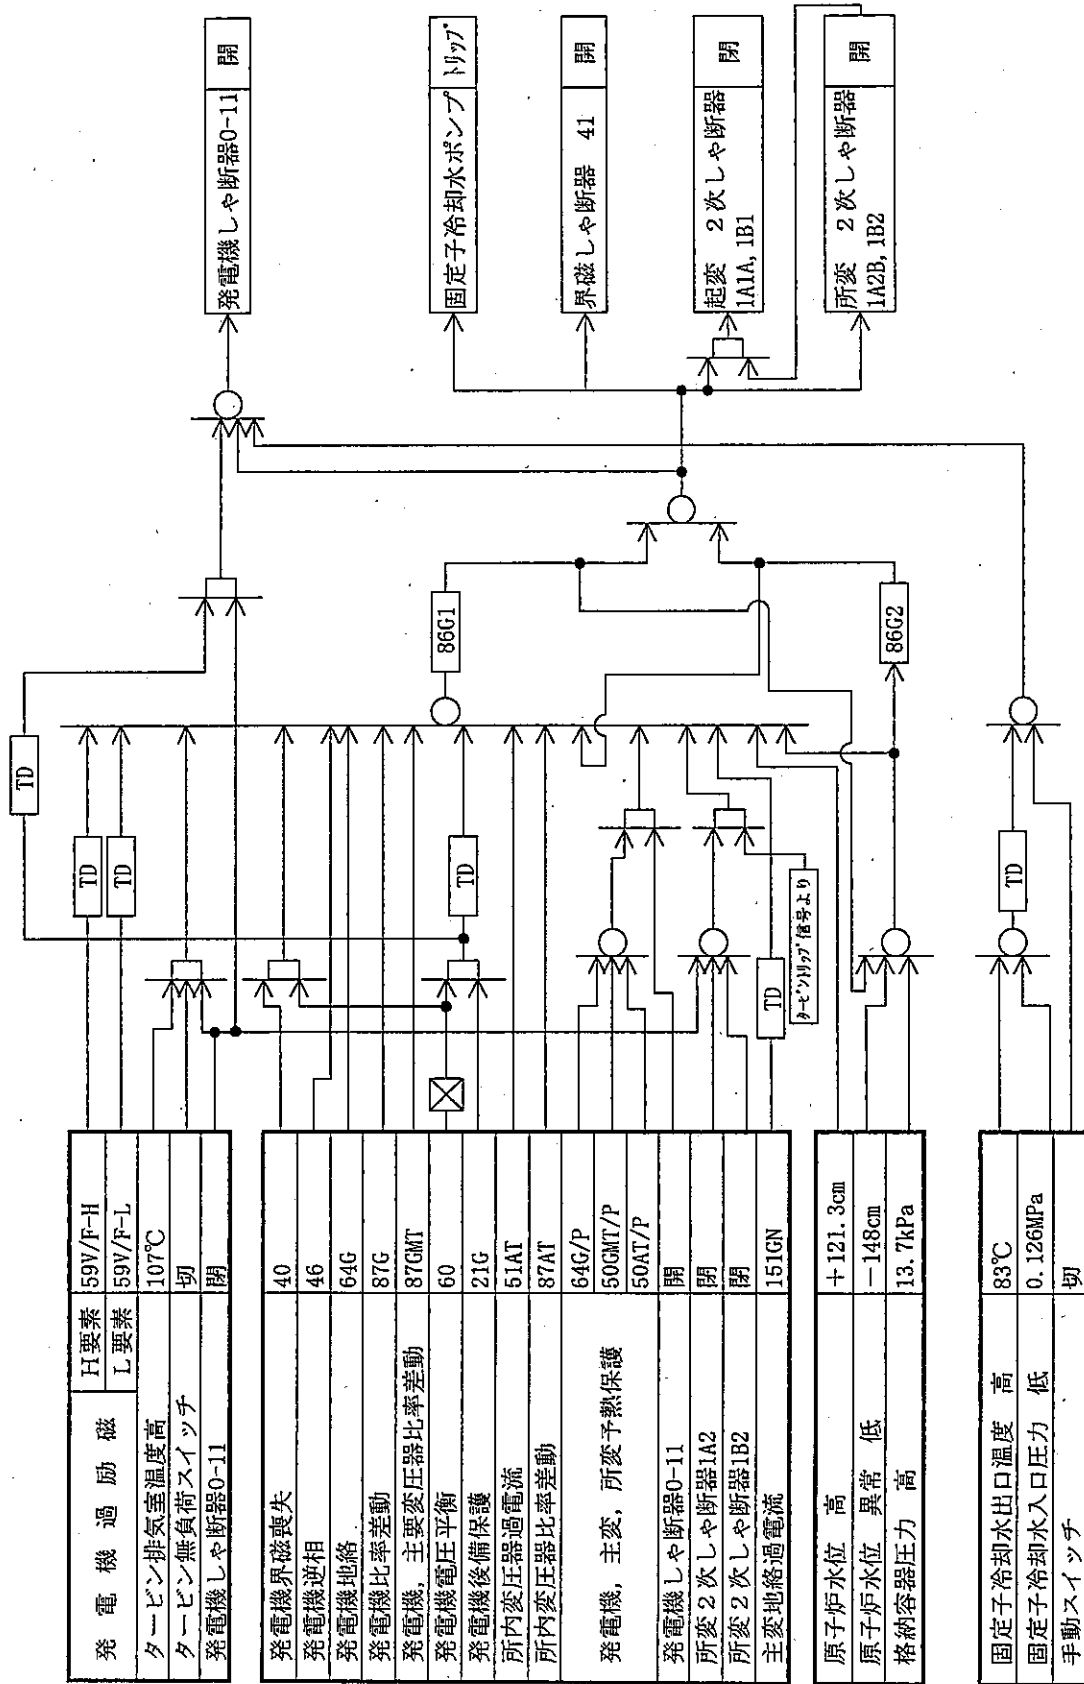 発電機過励磁 H要素 59V/F-H
L要素 59V/F-L
タービン排気室温度高 107℃
タービン無負荷スイッチ 切
発電機しゃ断器0-11 閉
発電機界磁喪失 40
発電機逆相 46
発電機地絡 64G
発電機比率差動 87G
発電機，主要変圧器比率差動 87GMT
発電機電圧平衡 60
発電機後備保護 21G
所内変圧器過電流 51AT
所内変圧器比率差動 87AT
発電機，主変，所変予熱保護 64G/P
50GMT/P
50AT/P
発電機しゃ断器0-11 開
所変２次しゃ断器1A2 閉
所変２次しゃ断器1B2 閉
主変地絡過電流 151GN
原子炉水位 高 ＋121.3cm
原子炉水位 異常 低 －148cm
格納容器圧力 高 13.7kPa
固定子冷却水出口温度 高 83℃
固定子冷却水入口圧力 低 0.126MPa
手動スイッチ 切
TD
TD
TD
TD
TD
タービントリップ信号より
TD
86G1
86G2
発電機しゃ断器0-11 開
固定子冷却水ポンプ トリップ
界磁しゃ断器 41 開
起変 ２次しゃ断器
1A1A, 1B1
閉
所変 ２次しゃ断器
1A2B, 1B2
開